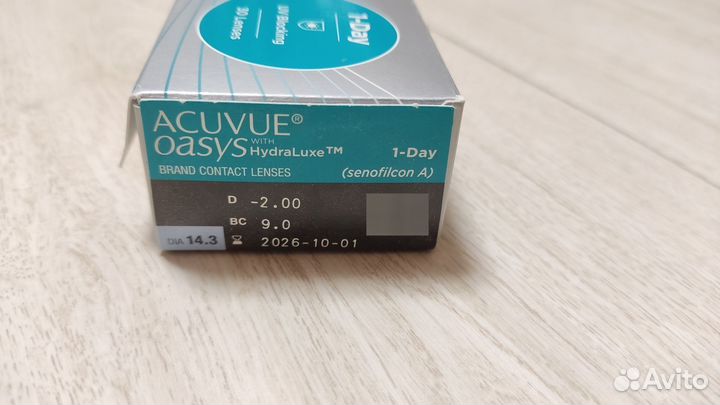 1-Day
UV Blocking
30 Lenses
ACUVUE®
OASYS WITH HydraLuxe™ 1-Day
BRAND CONTACT LENSES (senofilcon A)
D -2.00
BC 9.0
DIA 14.3 2026-10-01
Avito